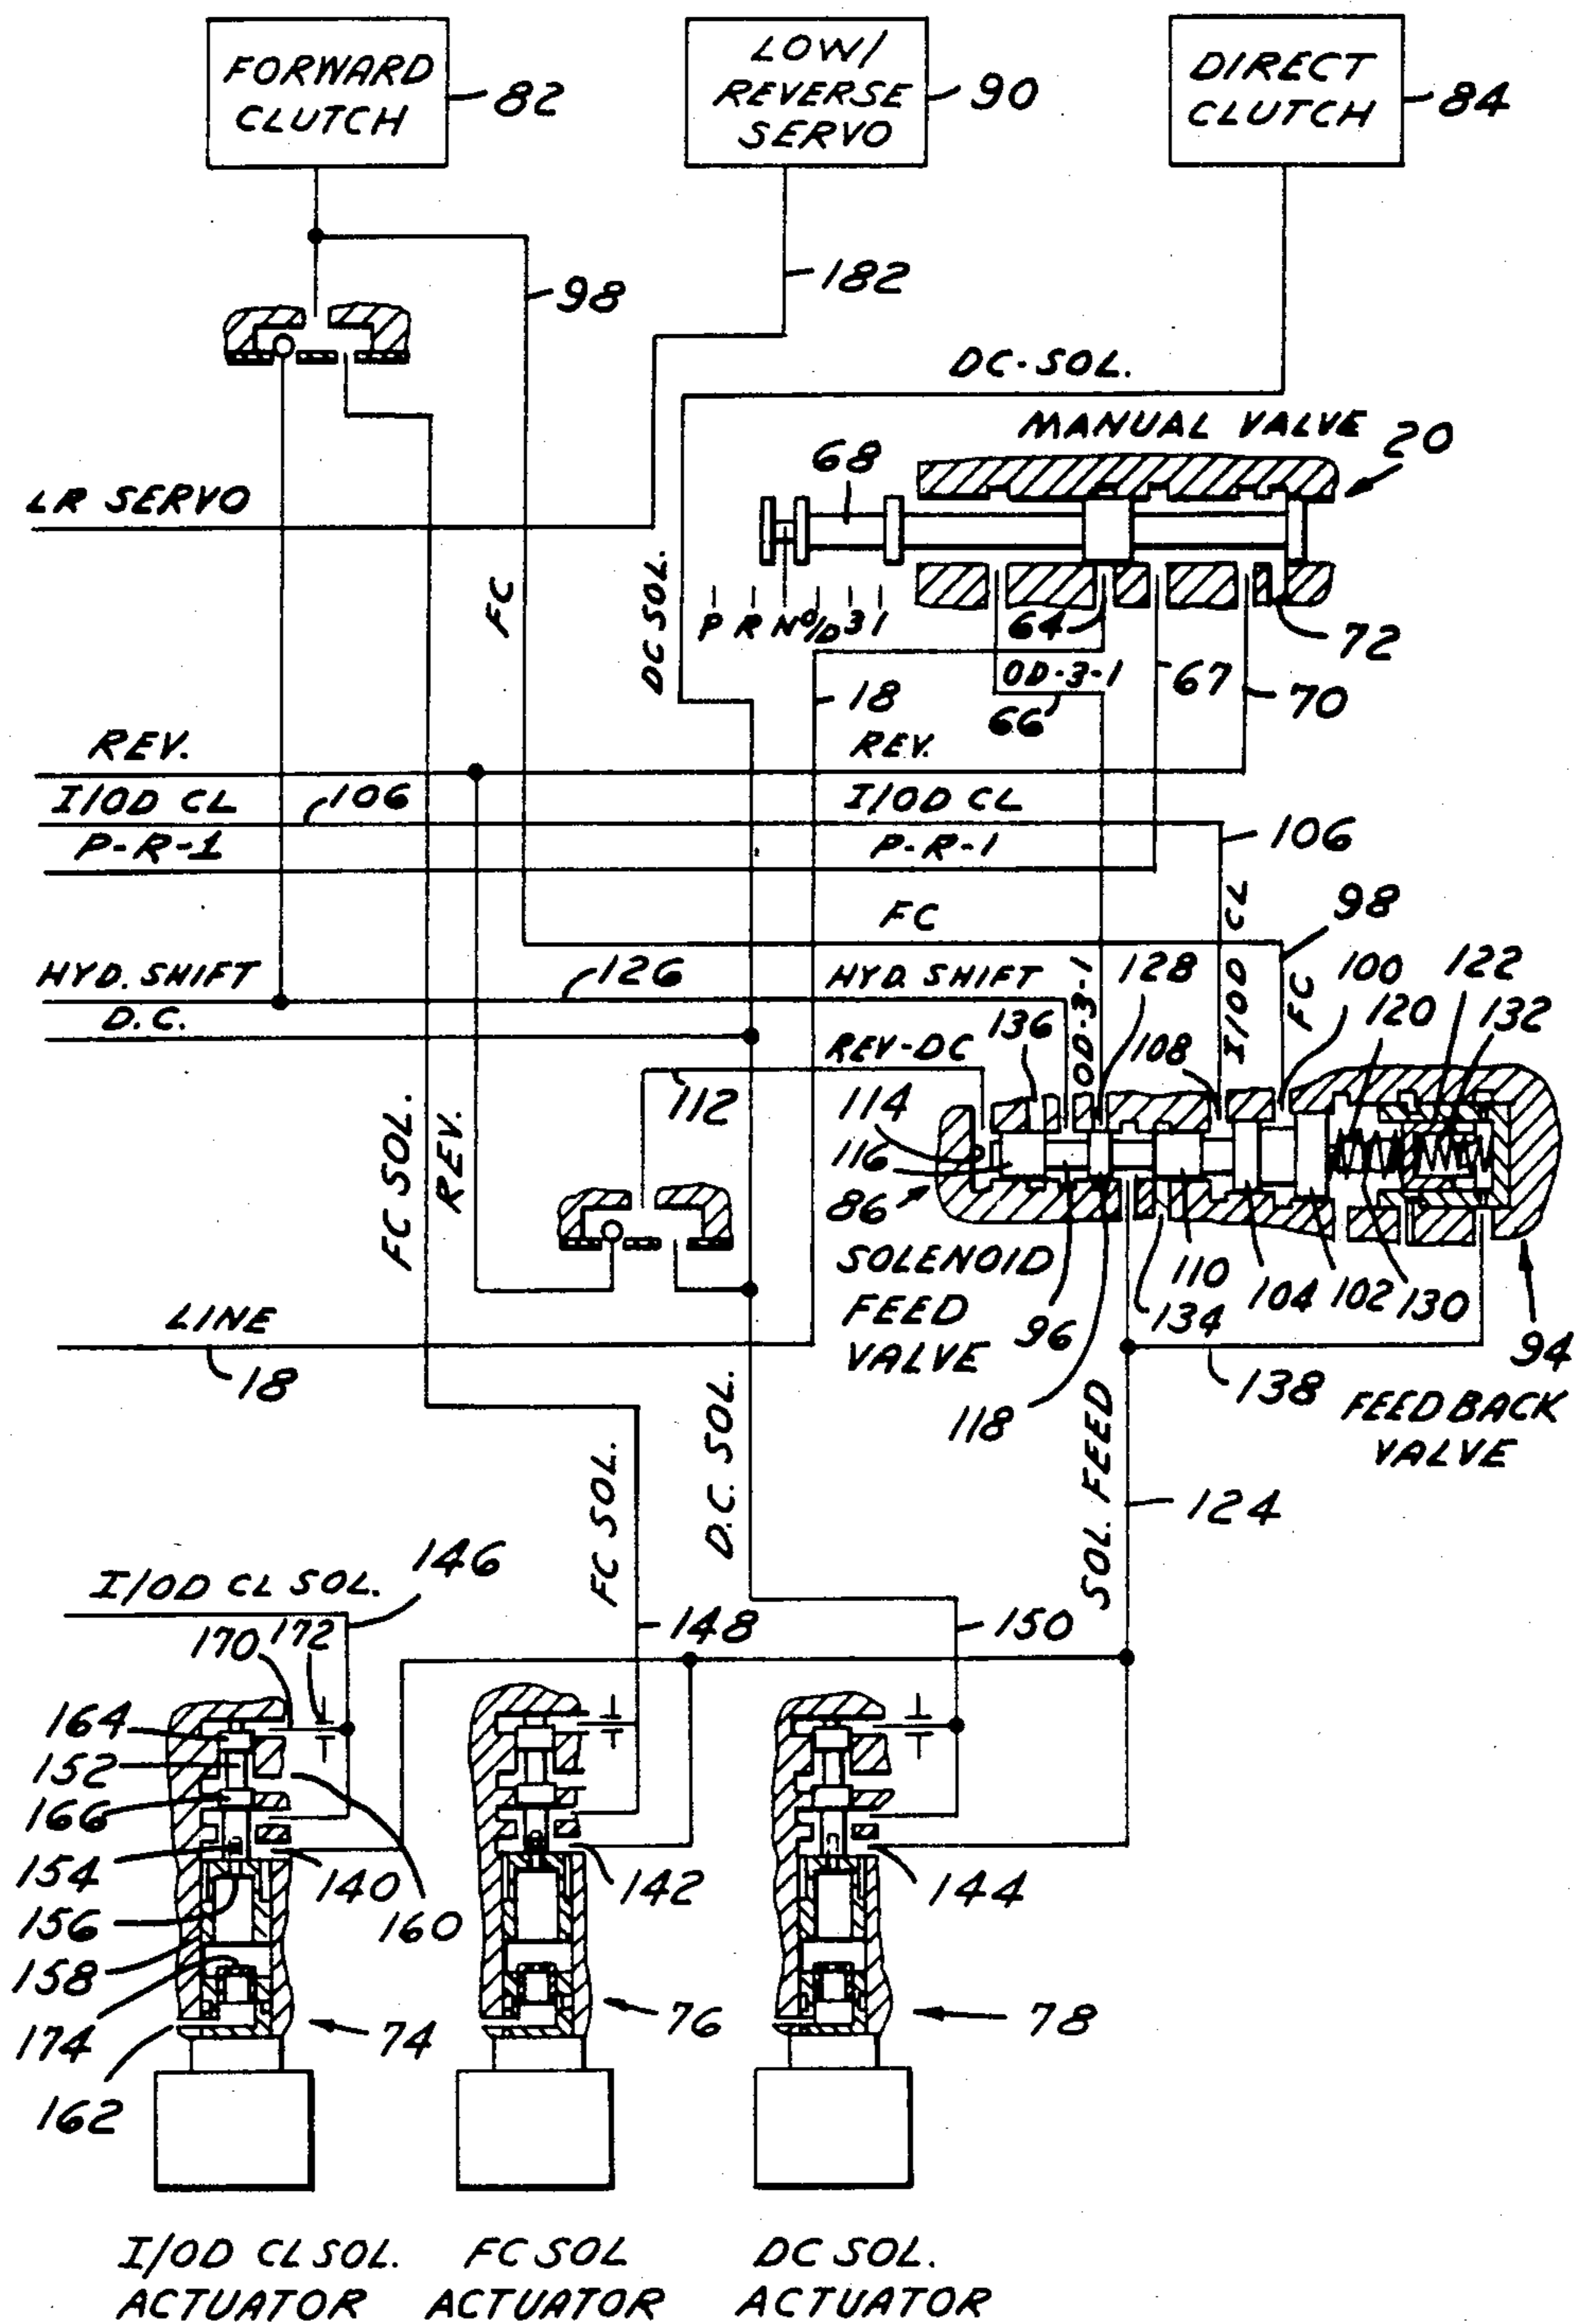 FORWARD
CLUTCH
82
LOW/
REVERSE
SERVO
90
DIRECT
CLUTCH
84
98
182
DC-SOL.
MANUAL VALVE
20
68
LR SERVO
FC
DC SOL.
P R N O/D 3 1
64
72
OD-3-1
67
18
66
70
REV.
REV.
I/OD CL
106
I/OD CL
P-R-1
P-R-1
106
I/OD CL
98
FC
FC
HYD. SHIFT
126
HYD. SHIFT
OD-3-1
128
100
122
D.C.
136
120
132
REV-DC
108
112
114
116
86
FC SOL.
REV.
SOLENOID
FEED
VALVE
96
118
134
110
104
102
130
94
FEEDBACK
VALVE
LINE
18
138
D.C. SOL.
FC SOL.
SOL. FEED
124
I/OD CL SOL.
146
148
150
170
172
164
152
166
154
156
158
174
162
140
160
142
144
74
76
78
I/OD CL SOL.
ACTUATOR
FC SOL
ACTUATOR
DC SOL.
ACTUATOR